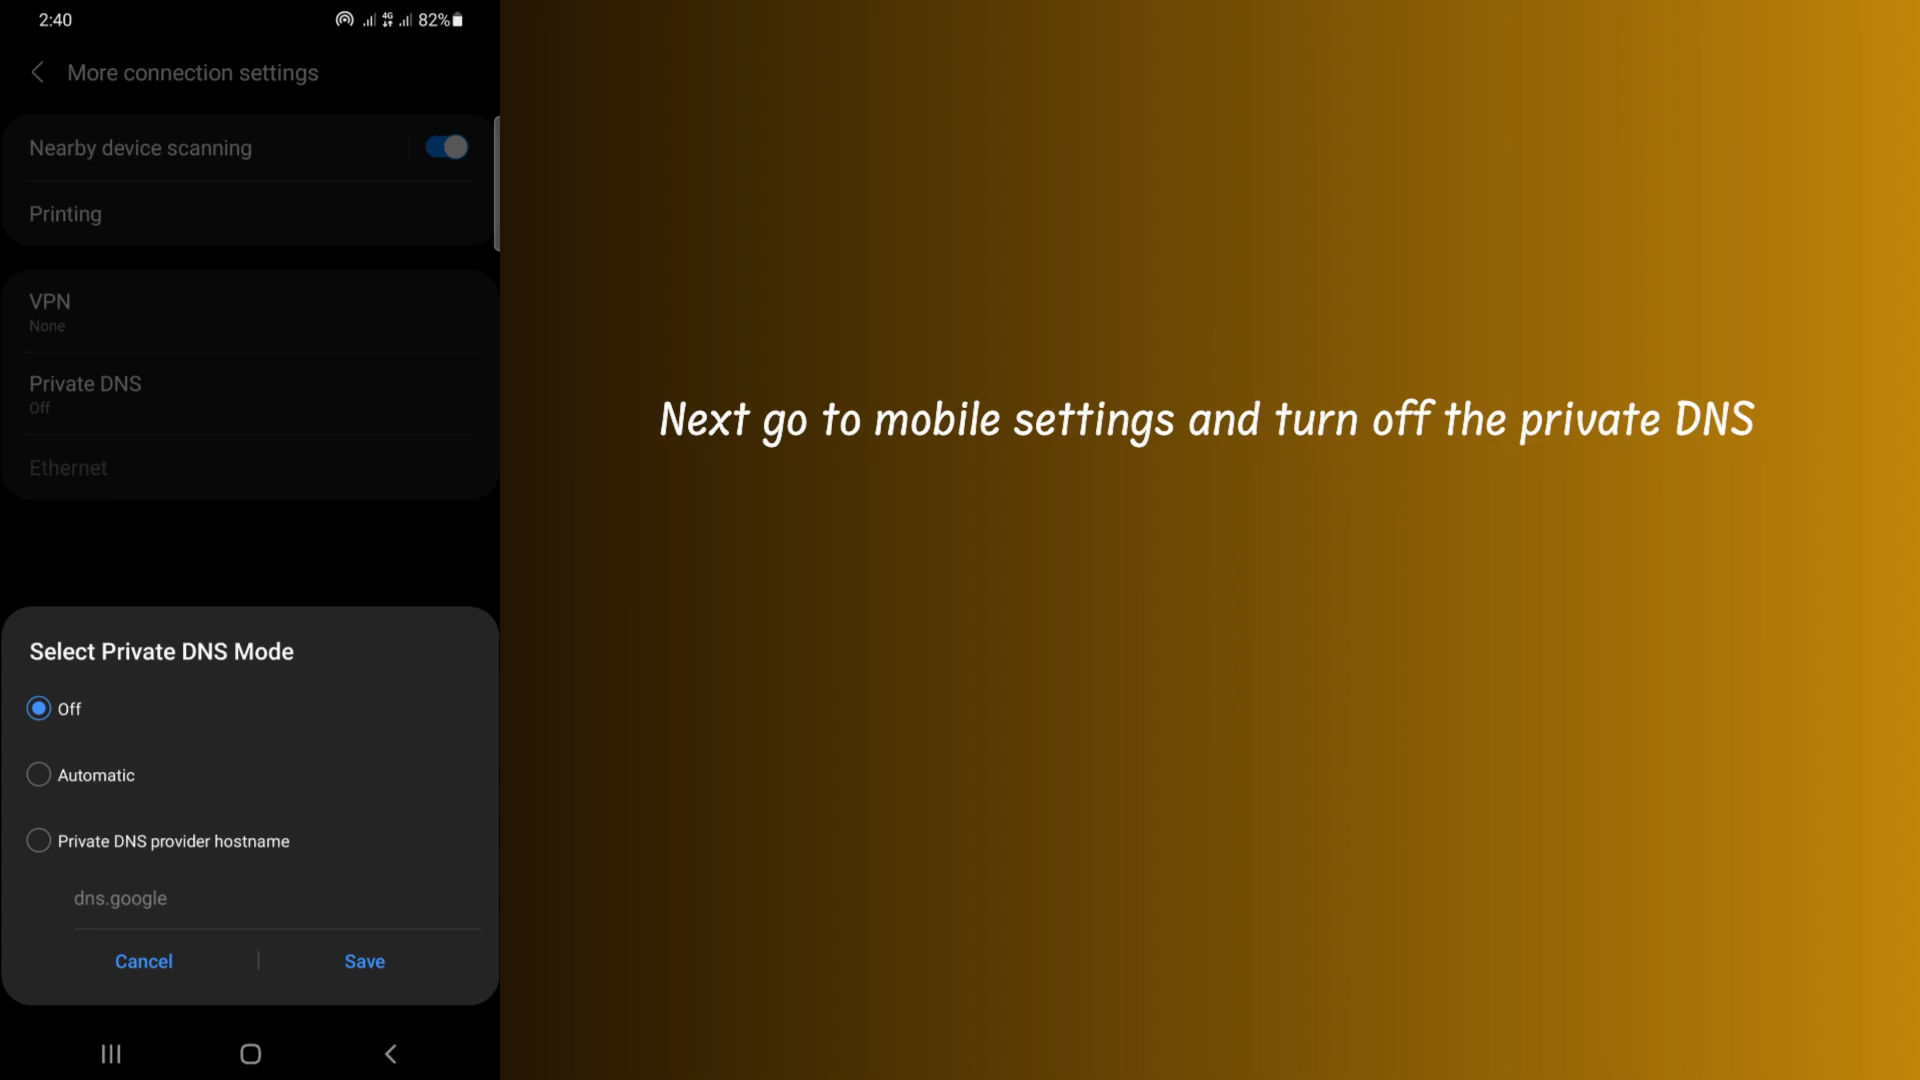 2:40
4G 82%
More connection settings
Nearby device scanning
Printing
VPN
None
Private DNS
Off
Ethernet
Next go to mobile settings and turn off the private DNS
Select Private DNS Mode
Off
Automatic
Private DNS provider hostname
dns.google
Cancel | Save